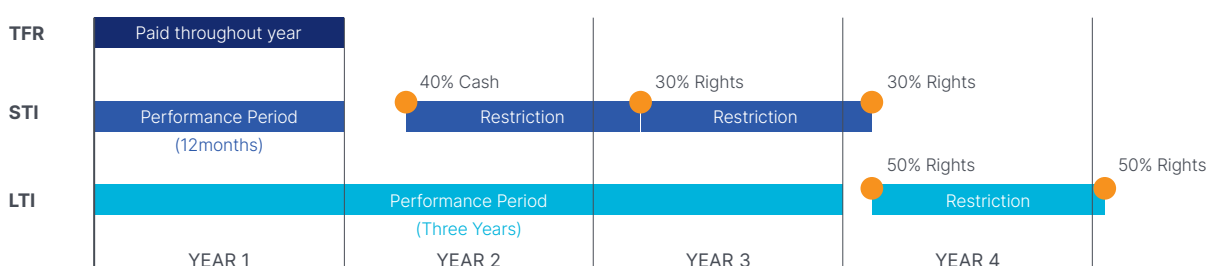 TFR
Paid throughout year
40% Cash
30% Rights
30% Rights
STI
Performance Period
Restriction
Restriction
(12months)
50% Rights
50% Rights
LTI
Performance Period
Restriction
(Three Years)
YEAR 1
YEAR 2
YEAR 3
YEAR 4